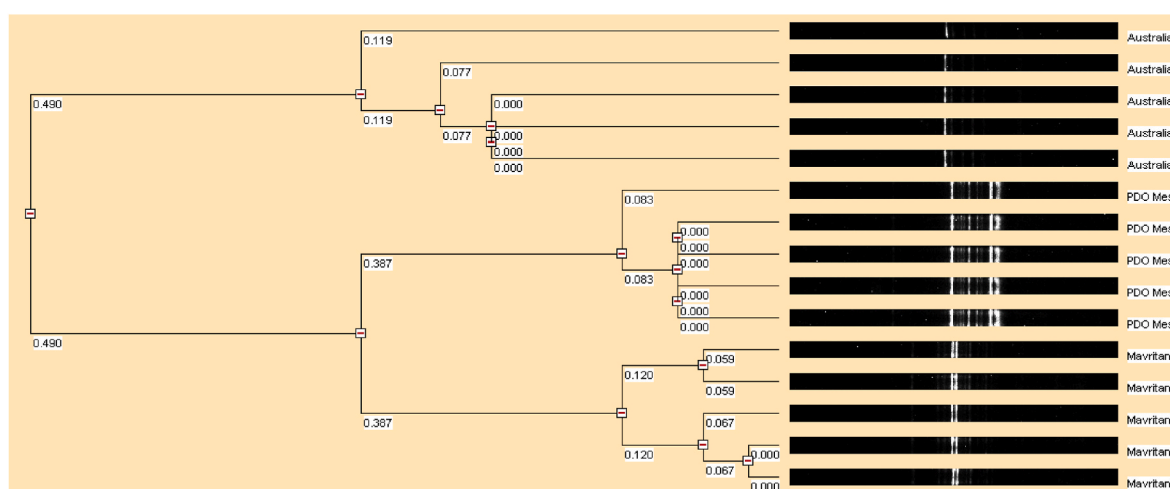 0.119 Australia
0.077 Australia
0.490 0.000 Australia
0.119
0.077 0.000 Australia
0.000
0.000 Australia
0.083 PDO Mes
0.000 PDO Mes
0.000
0.387 0.000 PDO Mes
0.083
0.000 PDO Mes
0.000
0.000 PDO Mes
0.490
0.059 Mavritan
0.120
0.059 Mavritan
0.387 0.067 Mavritan
0.120 0.000 Mavritan
0.067
0.000 Mavritan